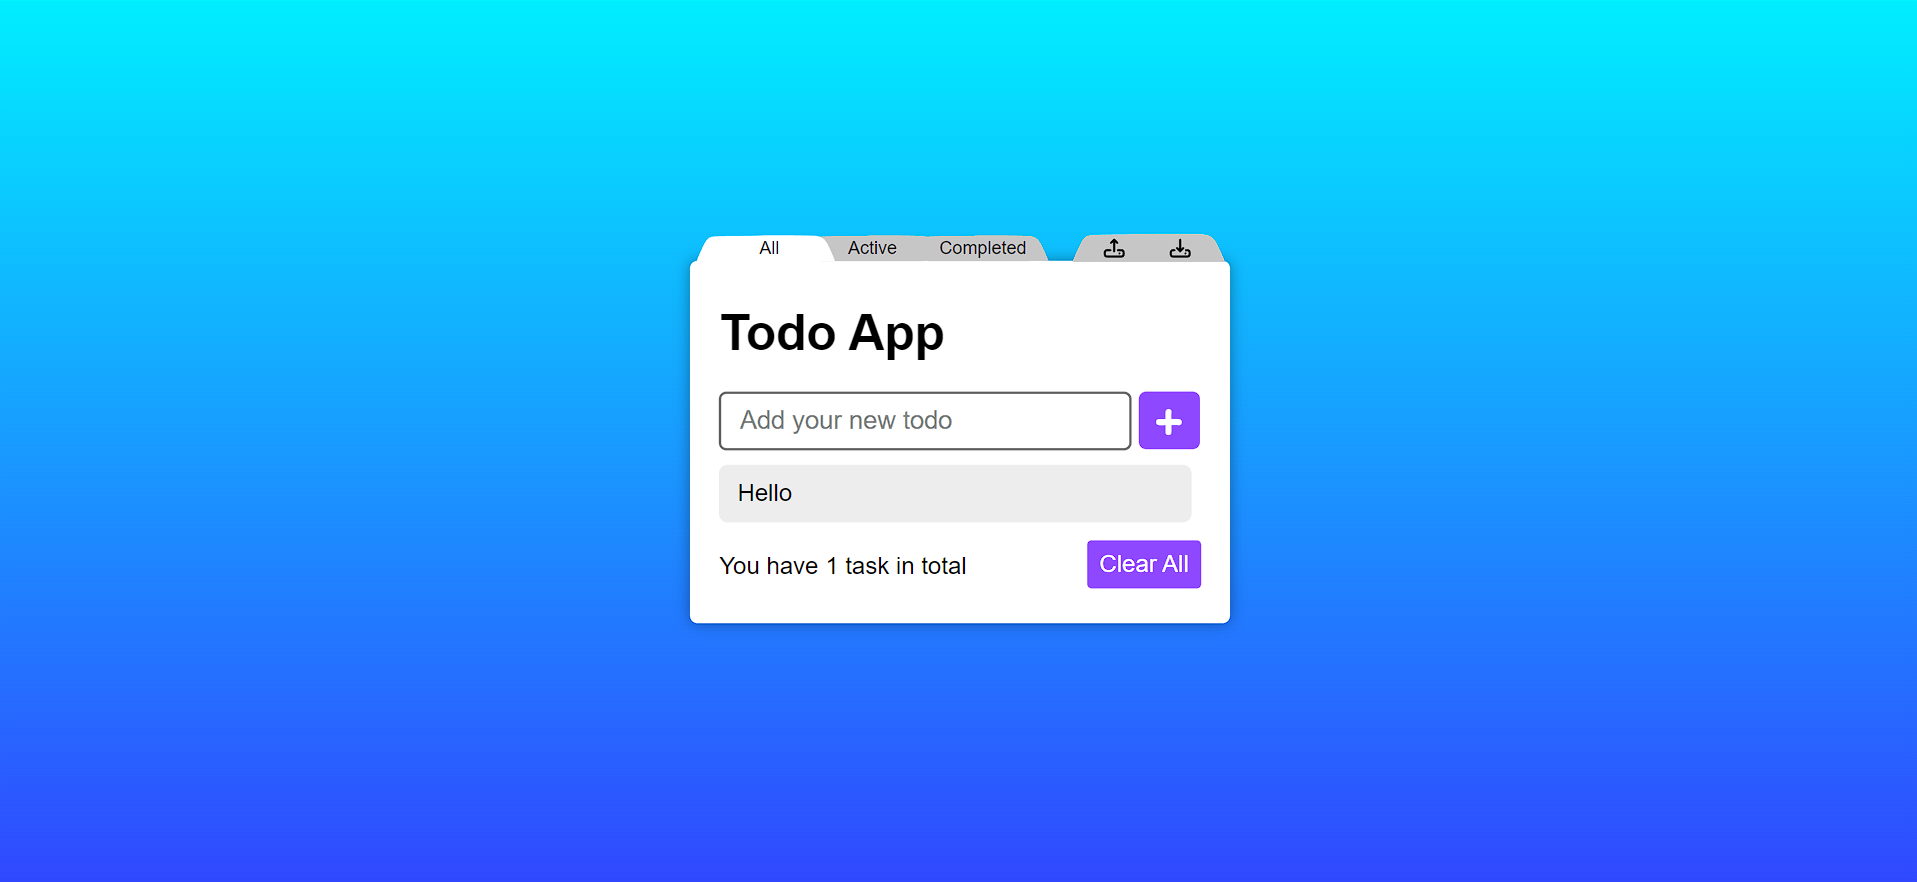 All Active Completed
Todo App
Add your new todo
Hello
You have 1 task in total Clear All